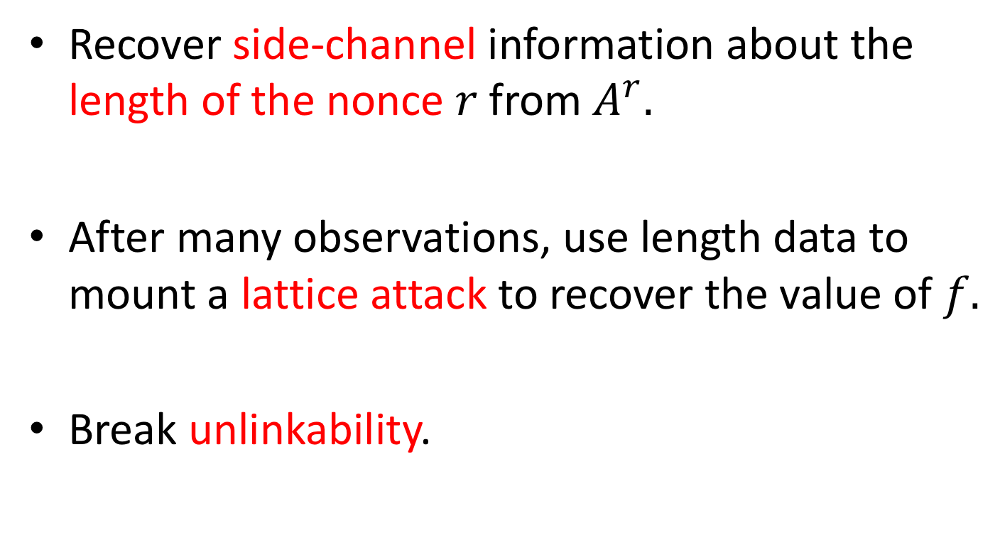 • Recover side-channel information about the
length of the nonce r from Aʳ.
• After many observations, use length data to
mount a lattice attack to recover the value of f.
• Break unlinkability.